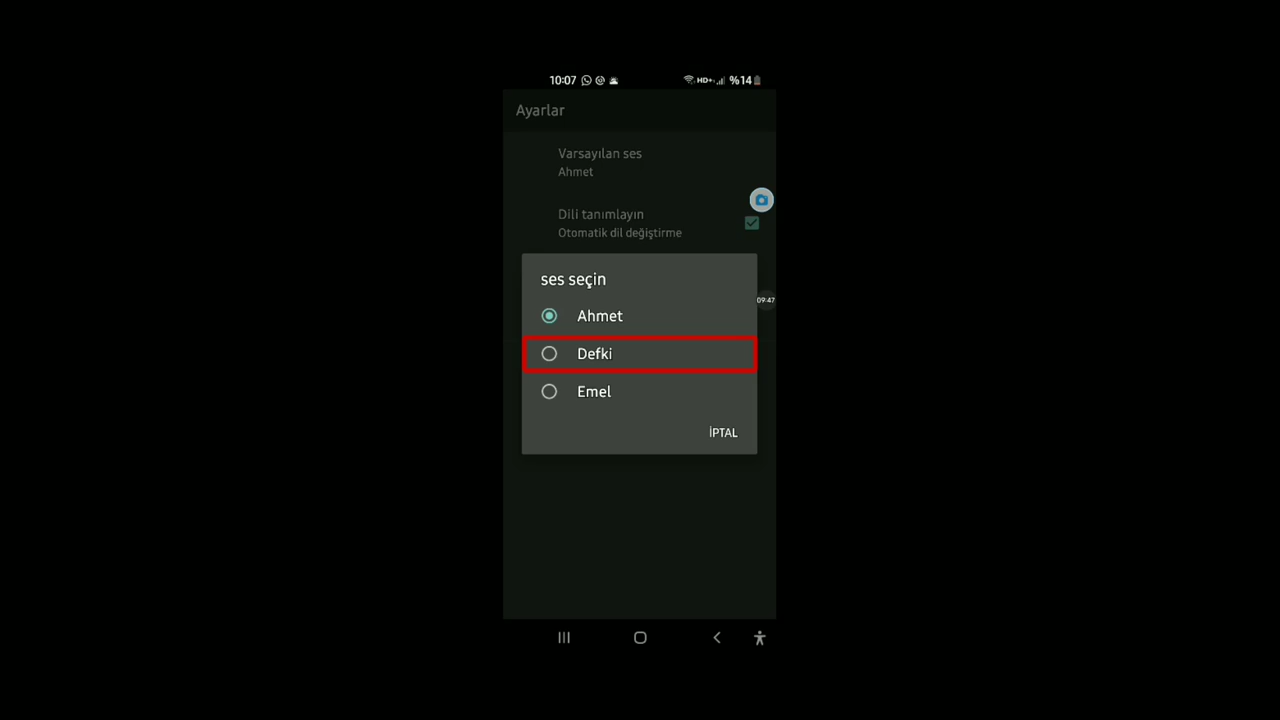 10:07 HD+ %14
Ayarlar
Varsayılan ses
Ahmet
Dili tanımlayın
Otomatik dil değiştirme
ses seçin
09:47
Ahmet
Defki
Emel
İPTAL